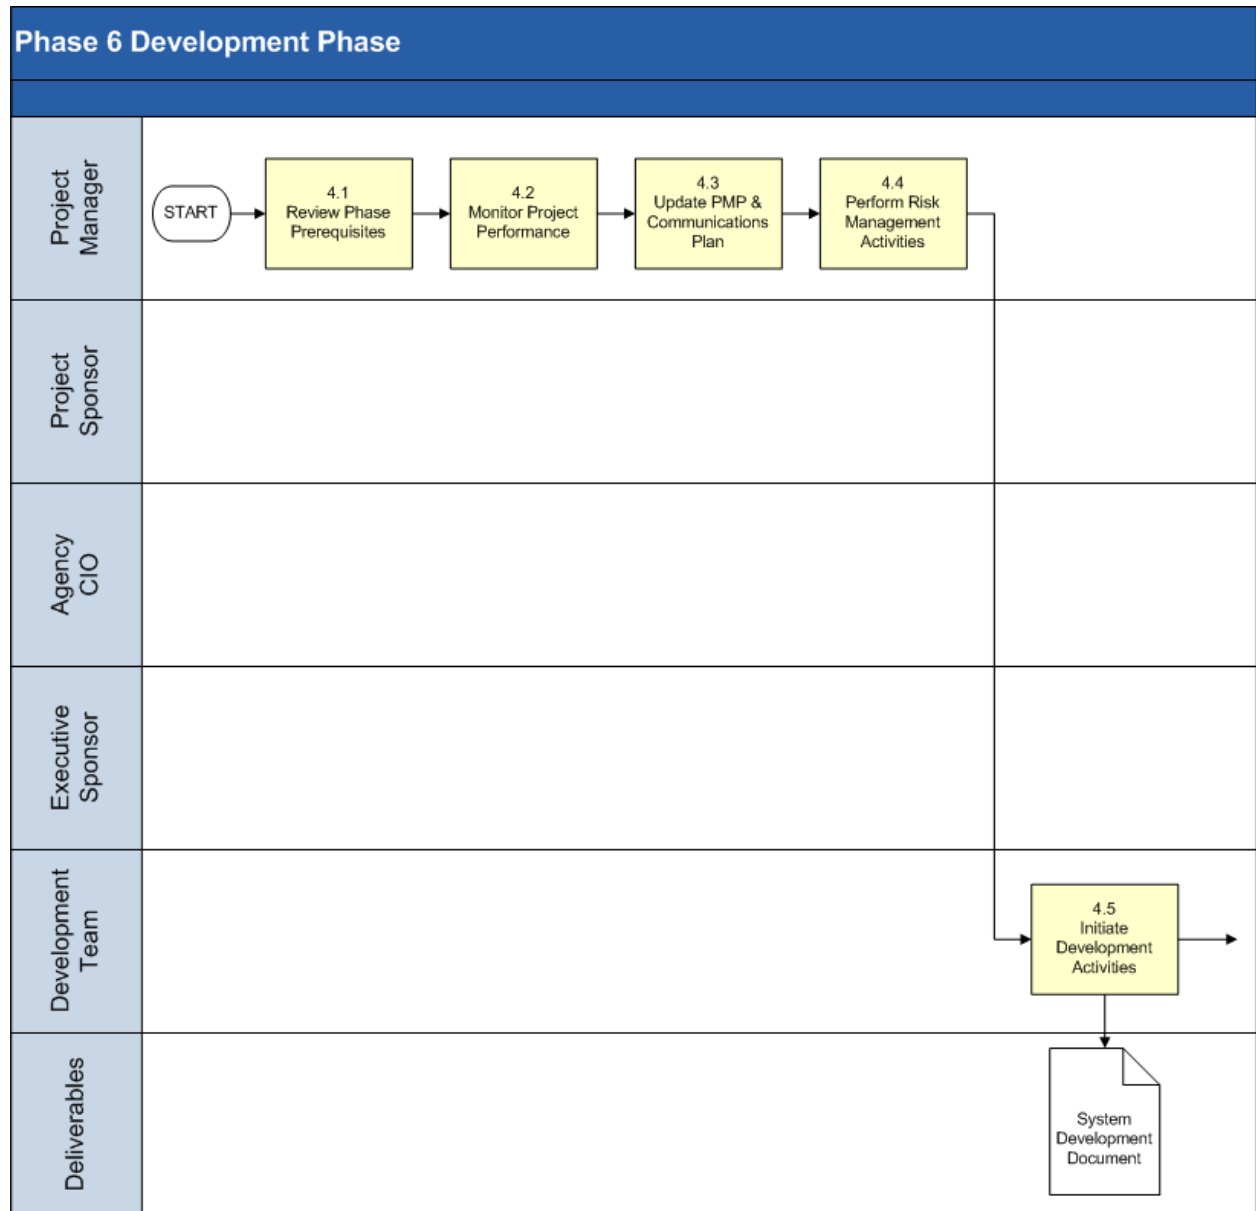 Phase 6 Development Phase
Project
Manager
START
4.1
Review Phase
Prerequisites
4.2
Monitor Project
Performance
4.3
Update PMP &
Communications
Plan
4.4
Perform Risk
Management
Activities
Project
Sponsor
Agency
CIO
Executive
Sponsor
Development
Team
4.5
Initiate
Development
Activities
Deliverables
System
Development
Document